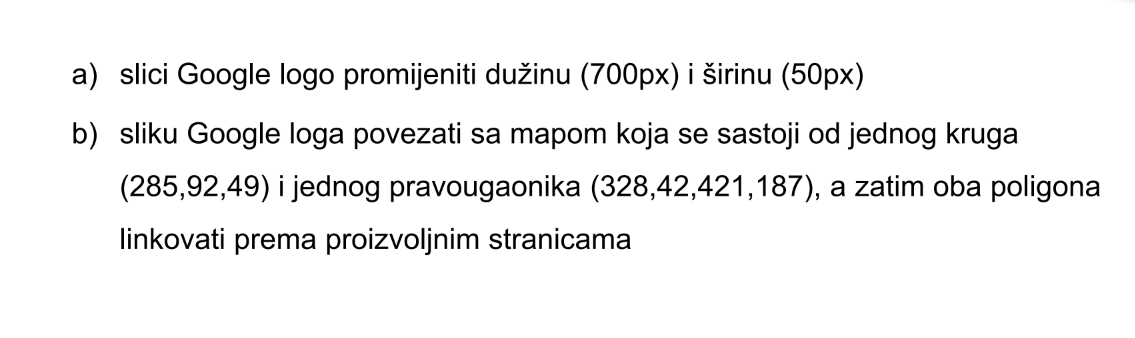 a) slici Google logo promijeniti dužinu (700px) i širinu (50px)
b) sliku Google loga povezati sa mapom koja se sastoji od jednog kruga
(285,92,49) i jednog pravougaonika (328,42,421,187), a zatim oba poligona
linkovati prema proizvoljnim stranicama